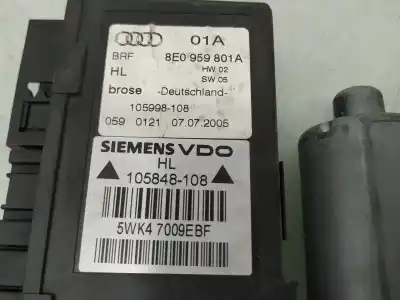 01A
BRF 8E0 959 801A
HL HW 02
SW 05
brose -Deutschland-
105998-108
059 0121 07.07.2005
SIEMENS VDO
HL
105848-108
5WK4 7009EBF